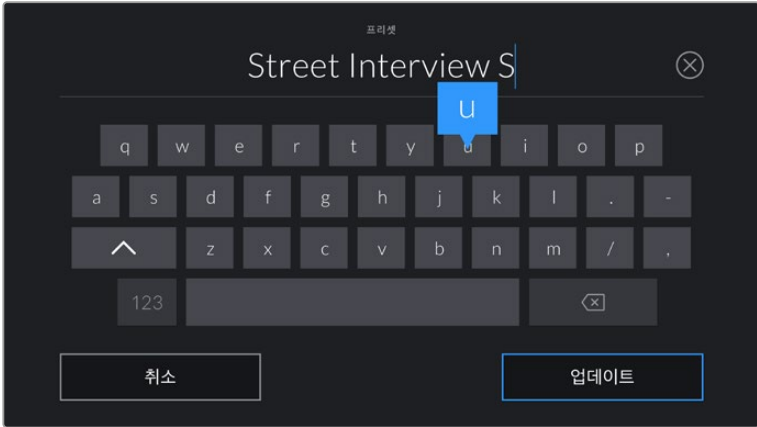 프리셋
Street Interview S
u
q w e r t y u i o p
a s d f g h j k l . -
z x c v b n m / ,
123
취소 업데이트